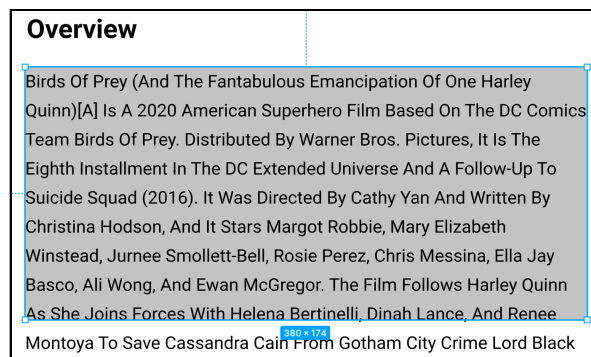 Overview
Birds Of Prey (And The Fantabulous Emancipation Of One Harley
Quinn)[A] Is A 2020 American Superhero Film Based On The DC Comics
Team Birds Of Prey. Distributed By Warner Bros. Pictures, It Is The
Eighth Installment In The DC Extended Universe And A Follow-Up To
Suicide Squad (2016). It Was Directed By Cathy Yan And Written By
Christina Hodson, And It Stars Margot Robbie, Mary Elizabeth
Winstead, Jurnee Smollett-Bell, Rosie Perez, Chris Messina, Ella Jay
Basco, Ali Wong, And Ewan McGregor. The Film Follows Harley Quinn
As She Joins Forces With Helena Bertinelli, Dinah Lance, And Renee
380 × 174
Montoya To Save Cassandra Cain From Gotham City Crime Lord Black